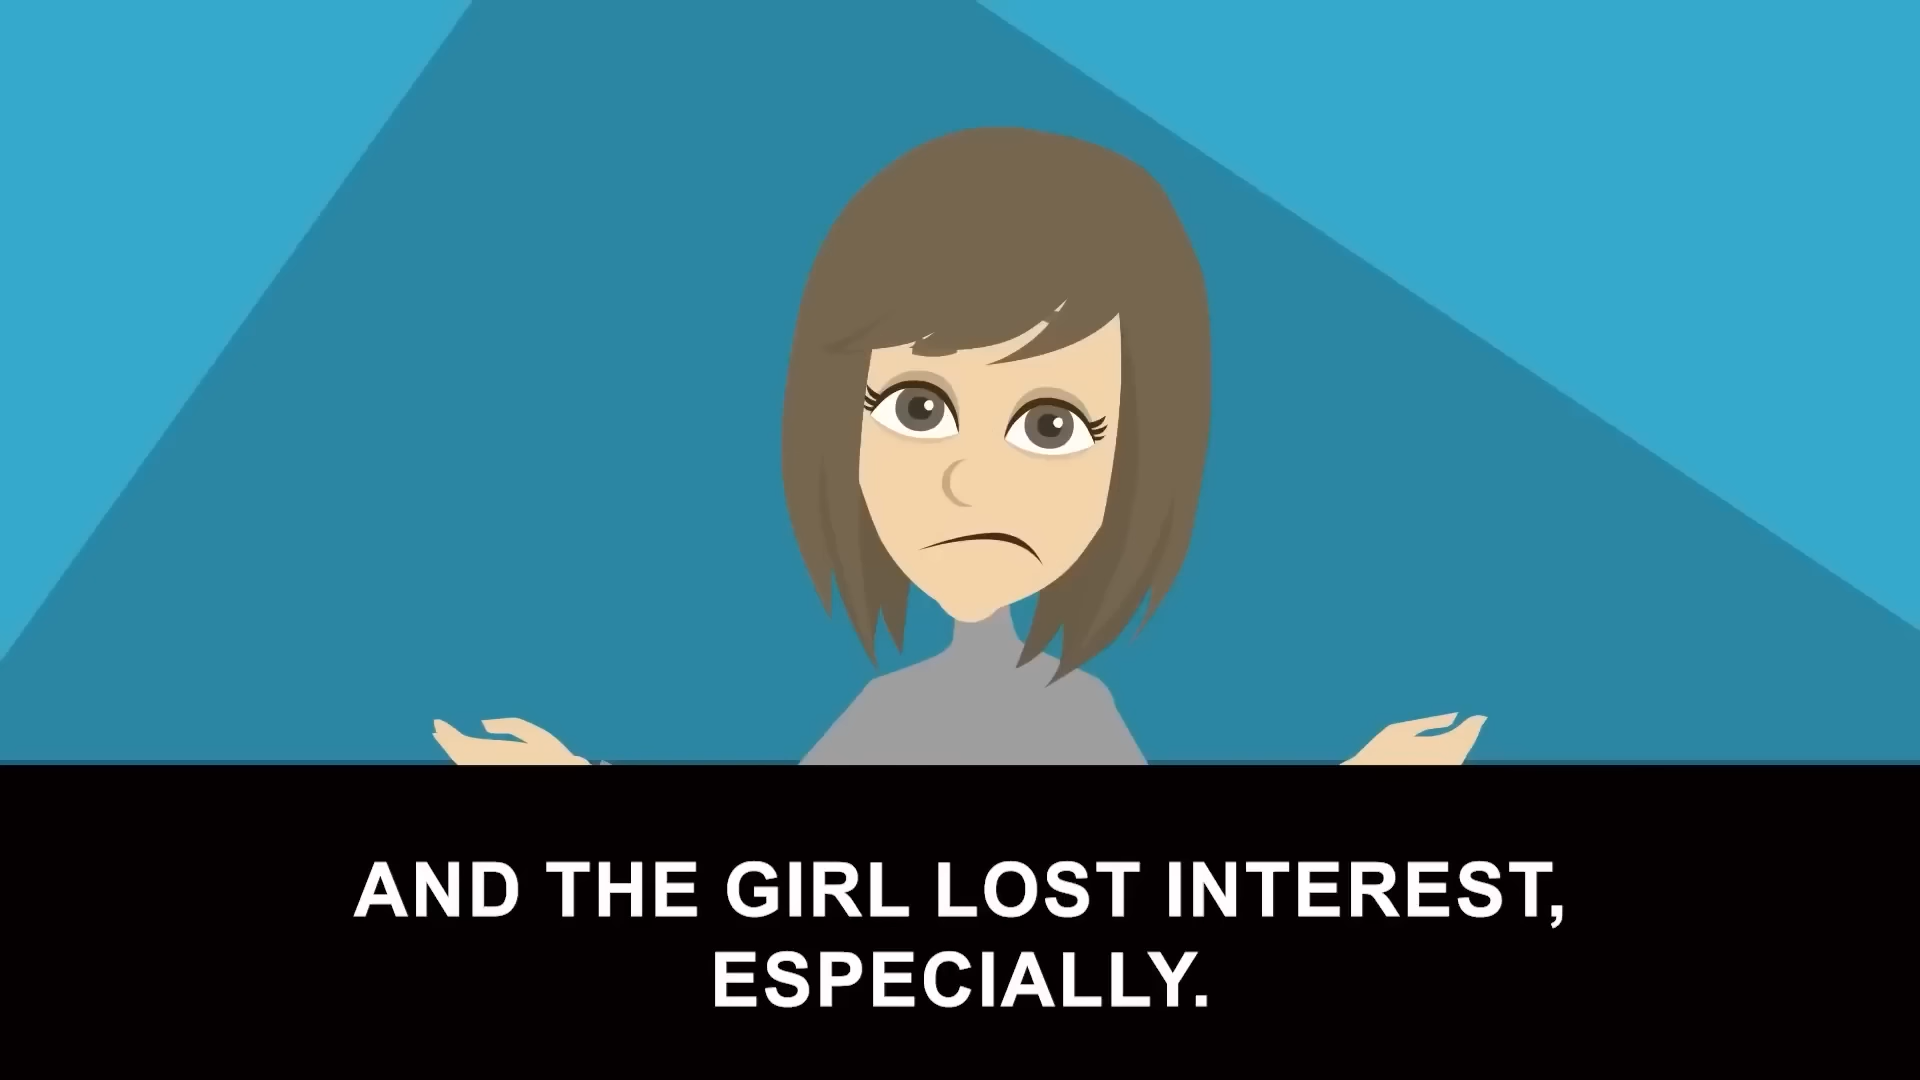 AND THE GIRL LOST INTEREST,
ESPECIALLY.